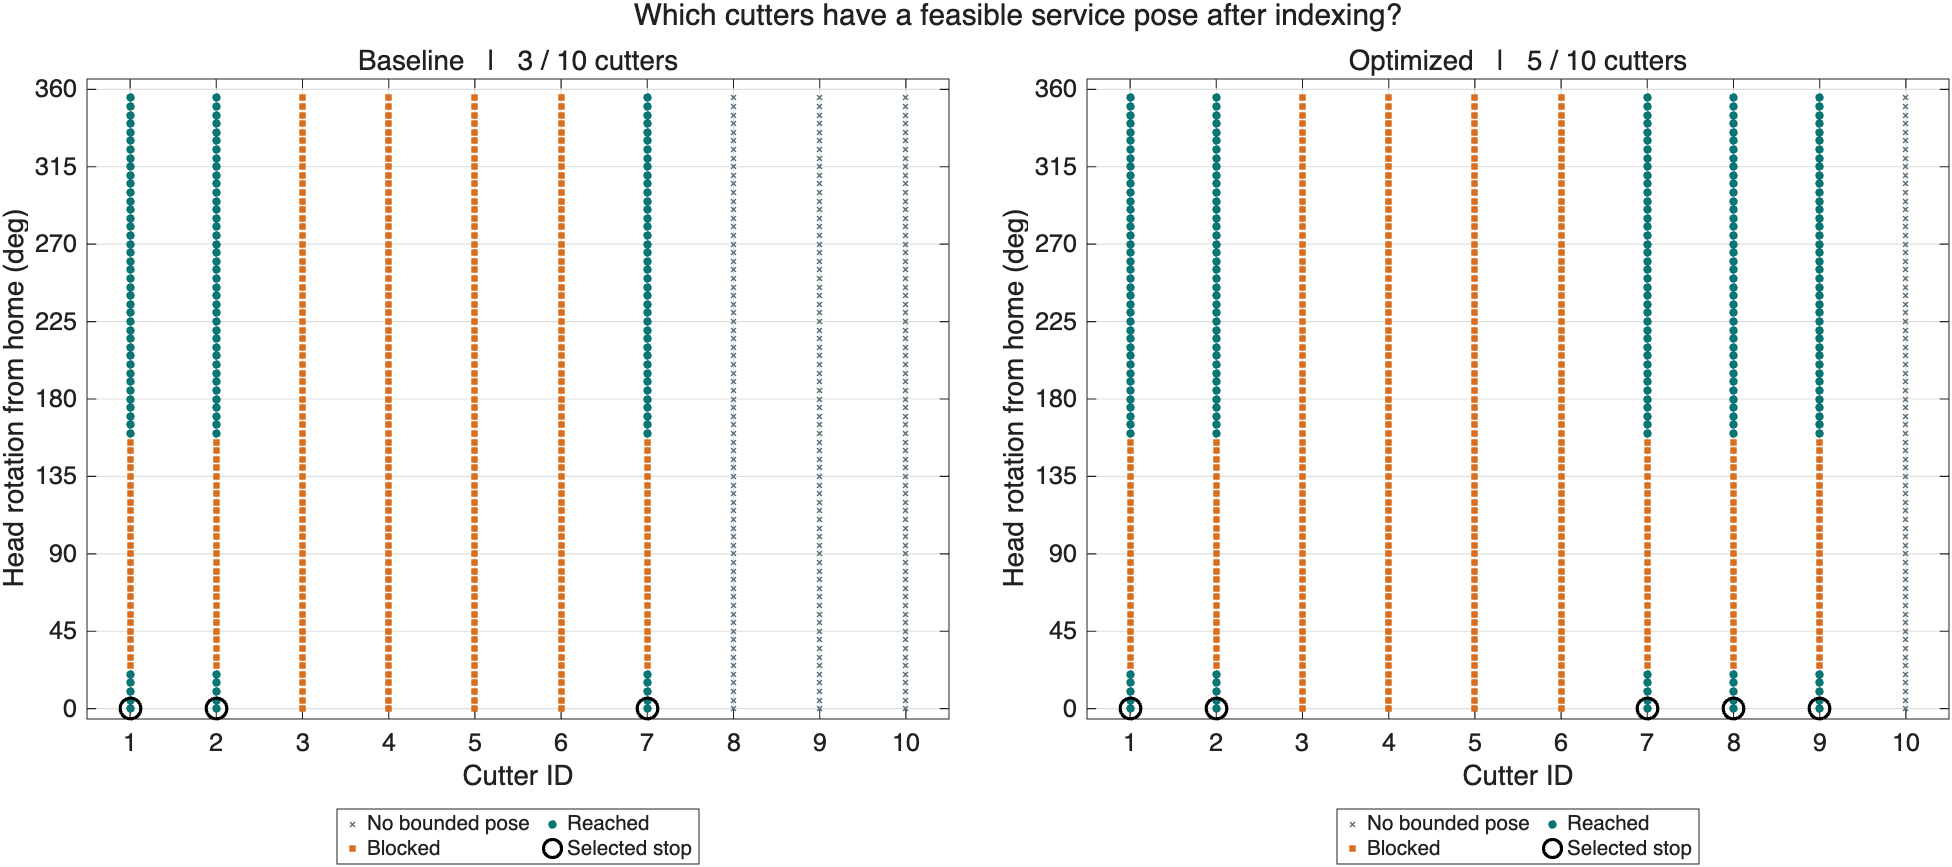 Which cutters have a feasible service pose after indexing?
Baseline | 3 / 10 cutters
360
315
270
225
180
135
90
45
0
Head rotation from home (deg)
1 2 3 4 5 6 7 8 9 10
Cutter ID
No bounded pose Reached
Blocked Selected stop
Optimized | 5 / 10 cutters
360
315
270
225
180
135
90
45
0
Head rotation from home (deg)
1 2 3 4 5 6 7 8 9 10
Cutter ID
No bounded pose Reached
Blocked Selected stop